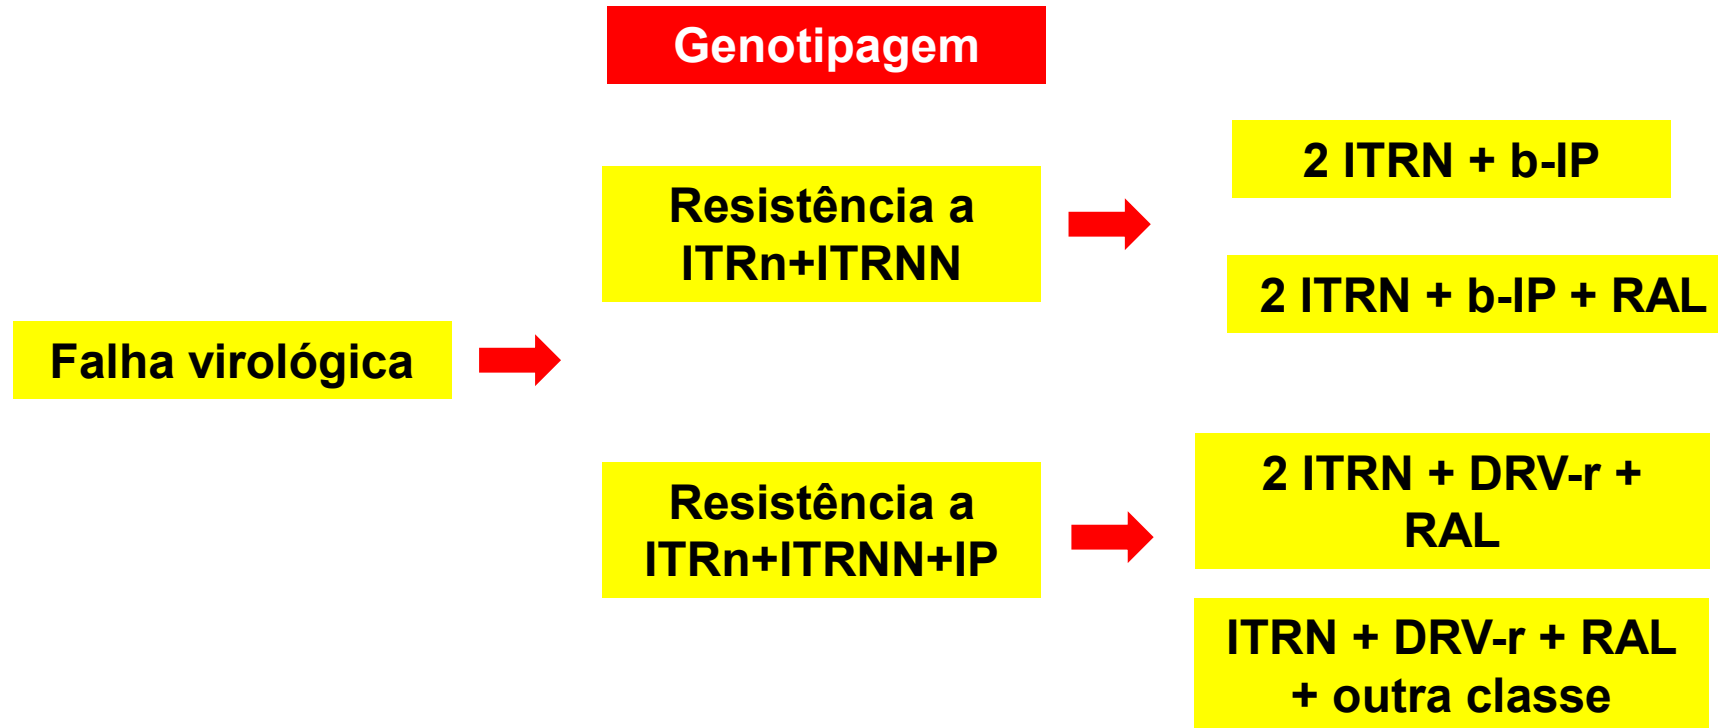 Genotipagem
2 ITRN + b-IP
Resistência a
ITRn+ITRNN
2 ITRN + b-IP + RAL
Falha virológica
2 ITRN + DRV-r +
RAL
Resistência a
ITRn+ITRNN+IP
ITRN + DRV-r + RAL
+ outra classe